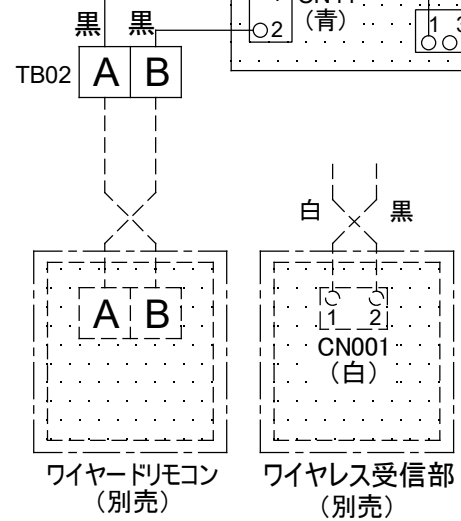 黒 黒
2
(青)
1
TB02 A B
白 黒
A B
1 2
CN001
(白)
ワイヤードリモコン
(別売)
ワイヤレス受信部
(別売)